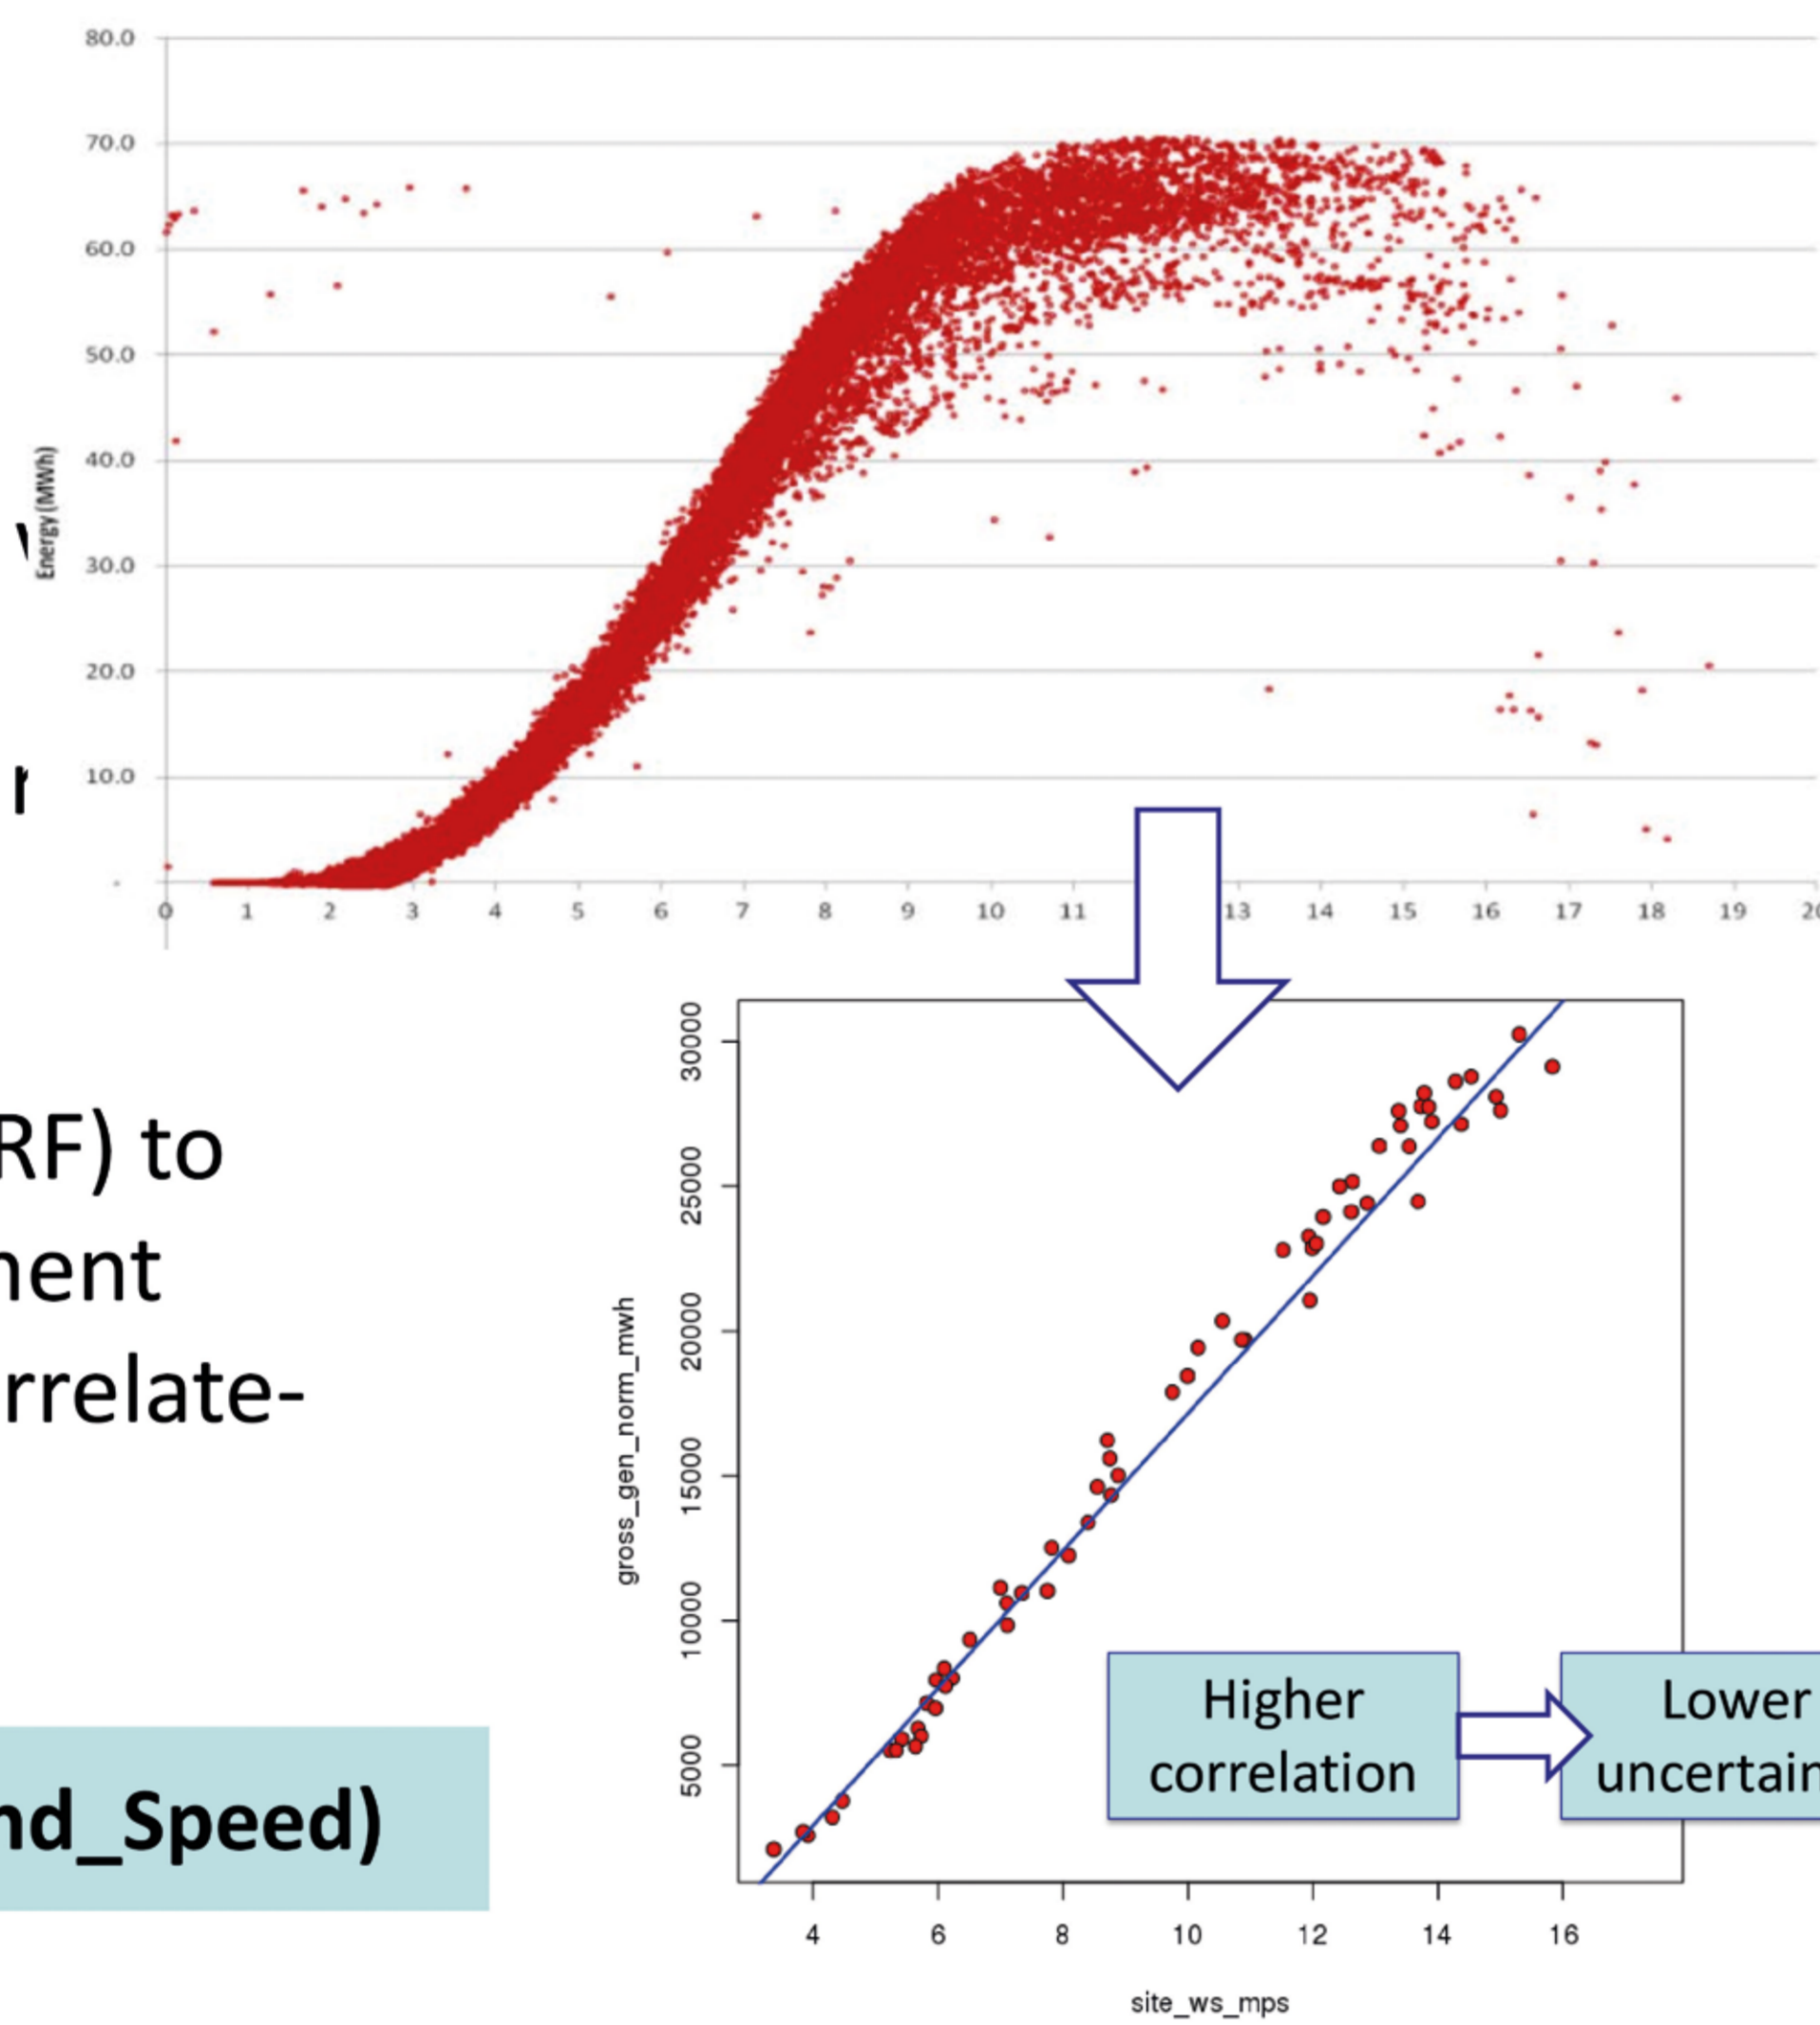 80.0
70.0
60.0
50.0
40.0
30.0
20.0
10.0
-
Energy (MWh)
0 1 2 3 4 5 6 7 8 9 10 11 13 14 15 16 17 18 19
RF) to
nent
rrelate-
nd_Speed)
30000
25000
20000
15000
10000
5000
gross_gen_norm_mwh
4 6 8 10 12 14 16
site_ws_mps
Higher
correlation
Lower
uncertain